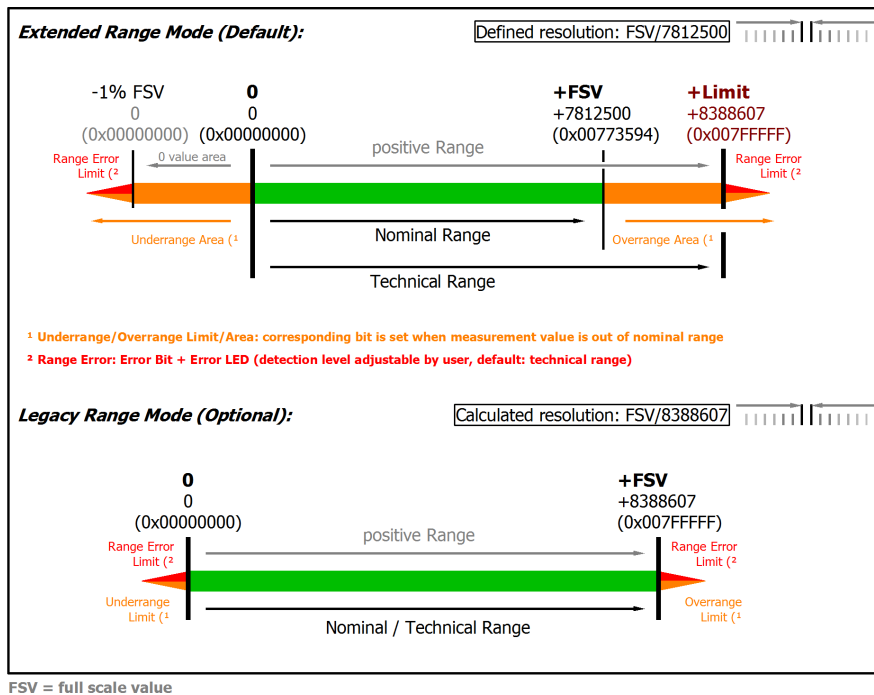 Extended Range Mode (Default):
Defined resolution: FSV/7812500
-1% FSV
0
+FSV
+Limit
0
0
+7812500
+8388607
(0x00000000)
(0x00000000)
(0x00773594)
(0x007FFFFF)
Range Error
Limit (²
0 value area
positive Range
Range Error
Limit (²
Underrange Area (¹
Nominal Range
Overrange Area (¹
Technical Range
¹ Underrange/Overrange Limit/Area: corresponding bit is set when measurement value is out of nominal range
² Range Error: Error Bit + Error LED (detection level adjustable by user, default: technical range)
Legacy Range Mode (Optional):
Calculated resolution: FSV/8388607
0
+FSV
0
+8388607
(0x00000000)
(0x007FFFFF)
Range Error
Limit (²
positive Range
Range Error
Limit (²
Underrange
Limit (¹
Overrange
Limit (¹
Nominal / Technical Range
FSV = full scale value